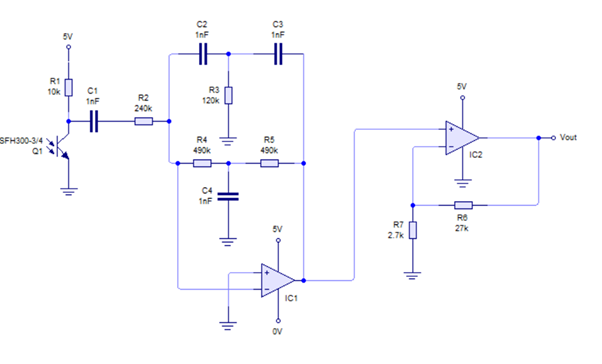 5V
R1
10k
C1
1nF
R2
240k
SFH300-3/4
Q1
C2
1nF
C3
1nF
R3
120k
R4
490k
R5
490k
C4
1nF
5V
+
-
IC1
0V
5V
+
-
IC2
Vout
R6
27k
R7
2.7k